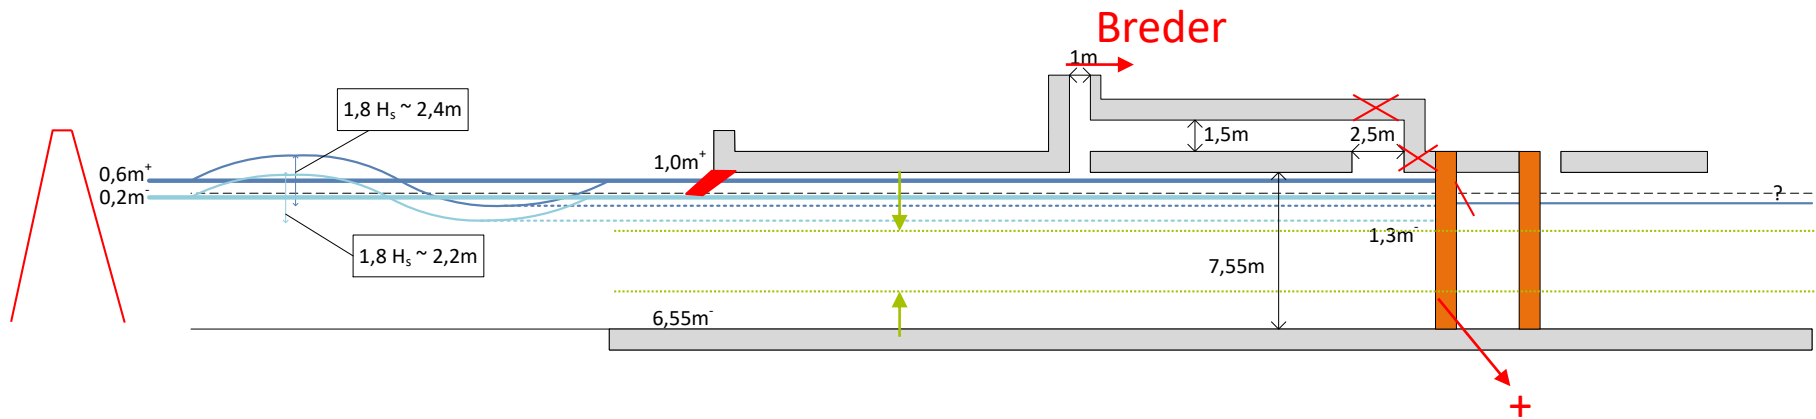 Breder
1m
1,8 Hs ~ 2,4m
1,5m
2,5m
0,6m+
1,0m+
0,2m-
?
1,3m-
1,8 Hs ~ 2,2m
7,55m
6,55m-
+